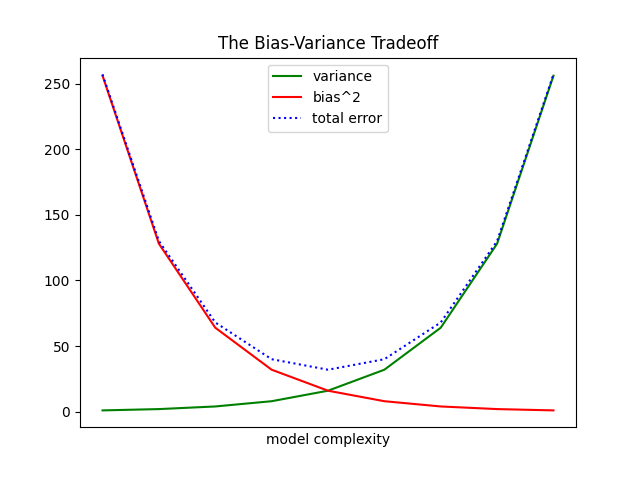 The Bias-Variance Tradeoff
variance
bias^2
total error
250
200
150
100
50
0
model complexity